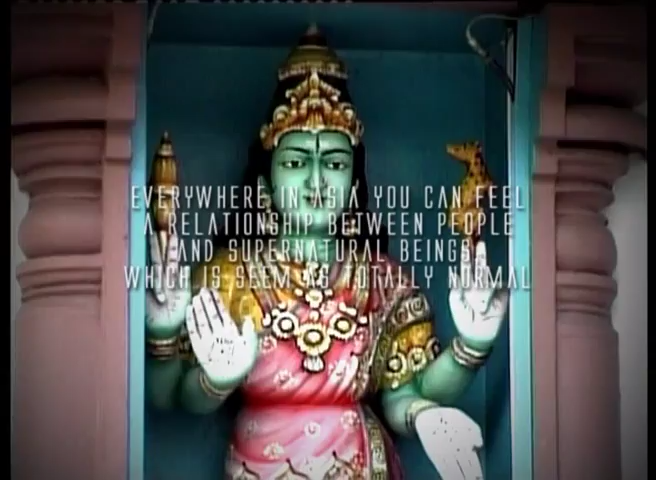 EVERYWHERE IN ASIA YOU CAN FEEL
A RELATIONSHIP BETWEEN PEOPLE
AND SUPERNATURAL BEINGS
WHICH IS SEEM AS TOTALLY NORMAL